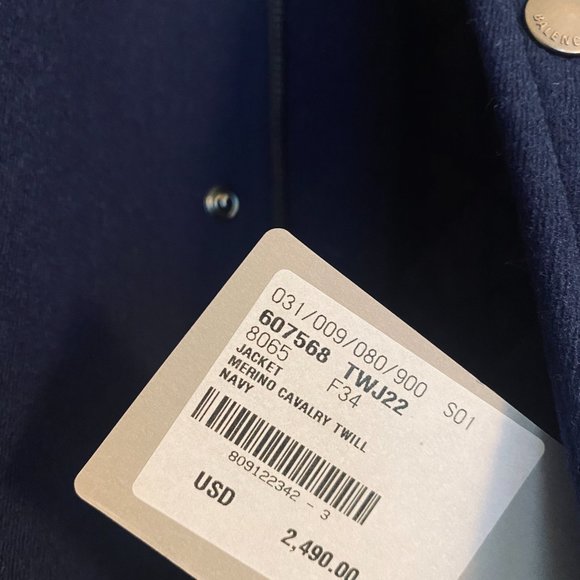 BALENC
031/009/080/900 S01
607568 TWJ22
8065 F34
JACKET
MERINO CAVALRY TWILL
NAVY
809122342 - 3
USD
2,490.00